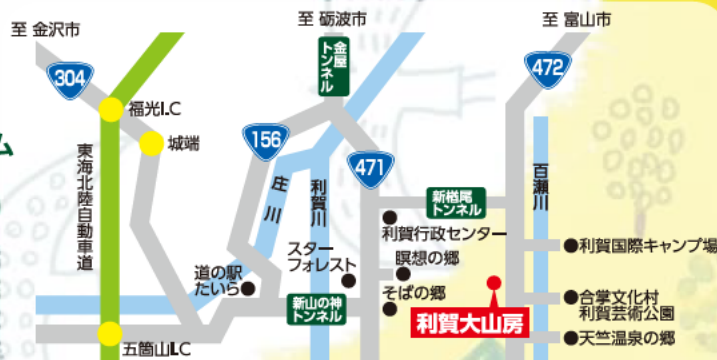 至 金沢市
至 砺波市
至 富山市
金屋
トンネル
304
472
福光I.C
城端
ム
156
471
東海北陸自動車道
庄川
利賀川
百瀬川
新楢尾
トンネル
利賀行政センター
スター
フォレスト
瞑想の郷
利賀国際キャンプ場
道の駅
たいら
そばの郷
新山の神
トンネル
利賀大山房
合掌文化村
利賀芸術公園
天竺温泉の郷
五箇山I.C